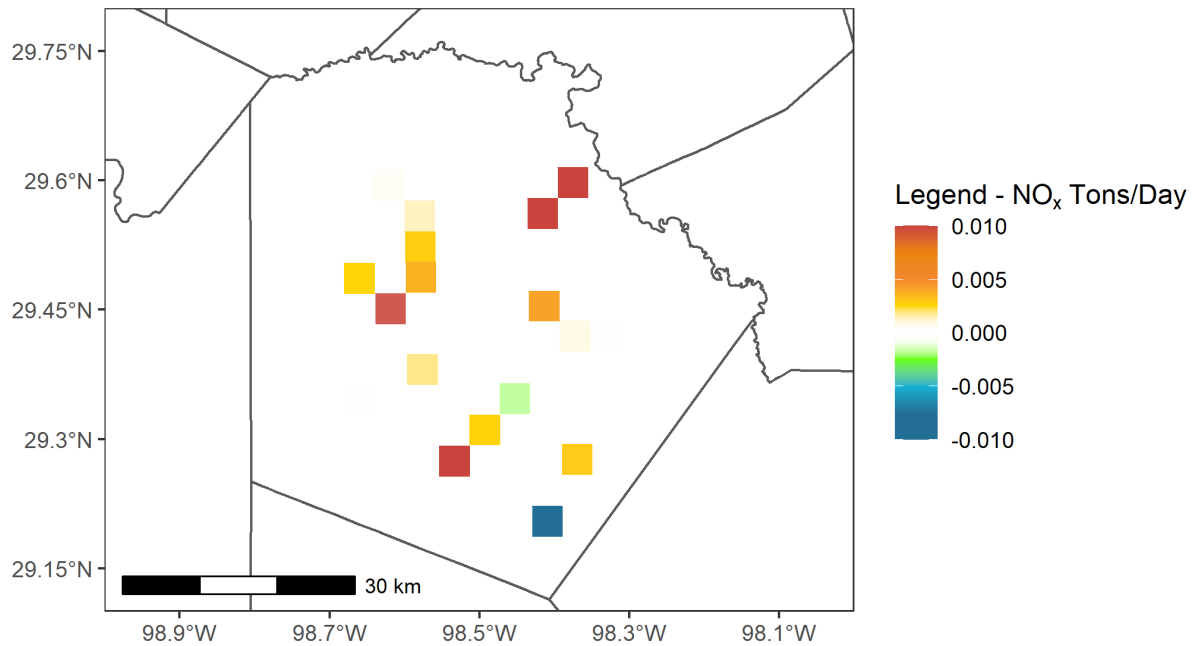 29.75°N
29.6°N
29.45°N
29.3°N
29.15°N
30 km
98.9°W
98.7°W
98.5°W
98.3°W
98.1°W
Legend - NOₓ Tons/Day
0.010
0.005
0.000
-0.005
-0.010